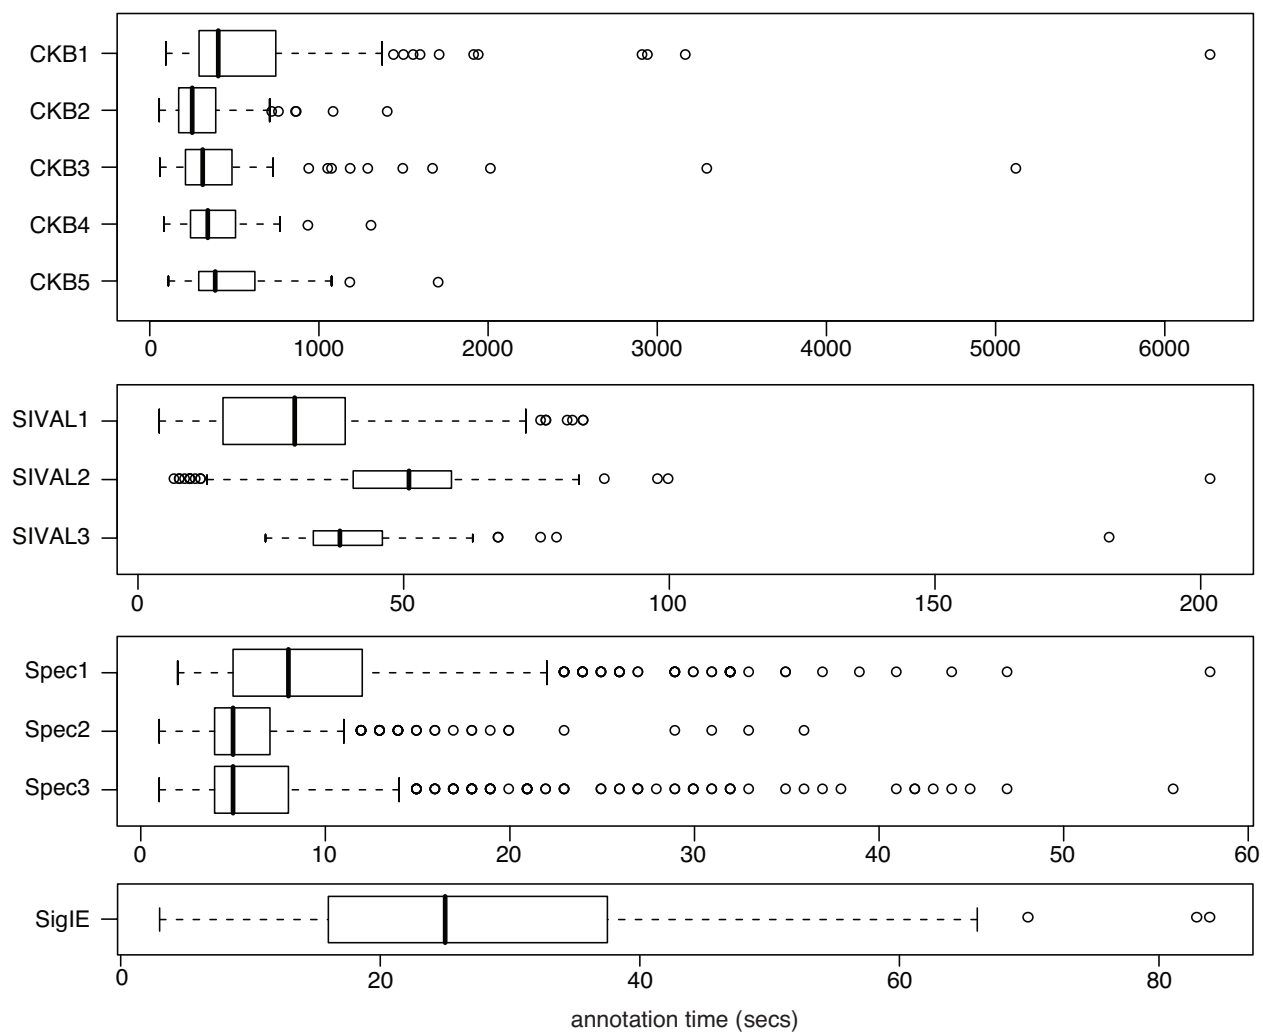 CKB1
CKB2
CKB3
CKB4
CKB5
0 1000 2000 3000 4000 5000 6000
SIVAL1
SIVAL2
SIVAL3
0 50 100 150 200
Spec1
Spec2
Spec3
0 10 20 30 40 50 60
SigIE
0 20 40 60 80
annotation time (secs)